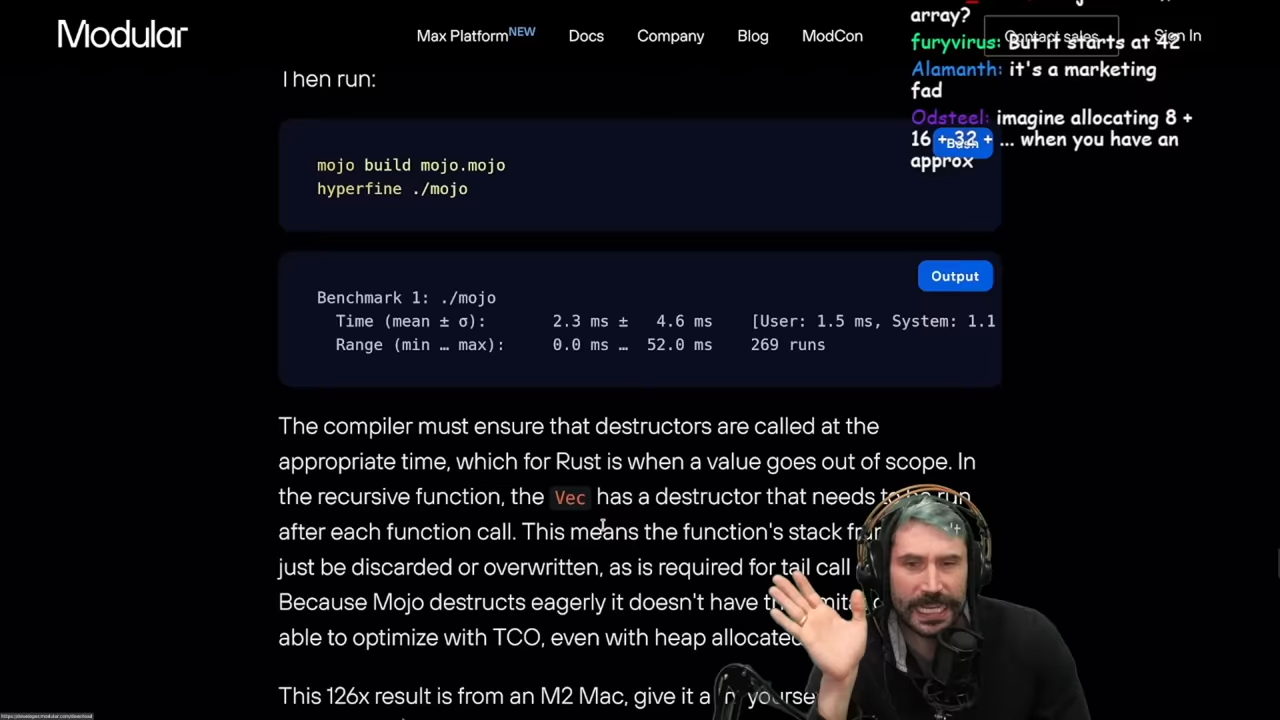 Modular
Max Platform NEW
Docs
Company
Blog
ModCon
Contact sales
Sign In
array?
furyvirus: But it starts at 42
Alamanth: it's a marketing
fad
Odsteel: imagine allocating 8 +
16 + 32 + ... when you have an
approx
Then run:
Bash
mojo build mojo.mojo
hyperfine ./mojo
Output
Benchmark 1: ./mojo
Time (mean ± σ): 2.3 ms ± 4.6 ms [User: 1.5 ms, System: 1.1
Range (min … max): 0.0 ms … 52.0 ms 269 runs
The compiler must ensure that destructors are called at the
appropriate time, which for Rust is when a value goes out of scope. In
the recursive function, the Vec has a destructor that needs to be run
after each function call. This means the function's stack
just be discarded or overwritten, as is required for tail call
Because Mojo destructs eagerly it doesn't have
able to optimize with TCO, even with heap allocated
This 126x result is from an M2 Mac, give it a